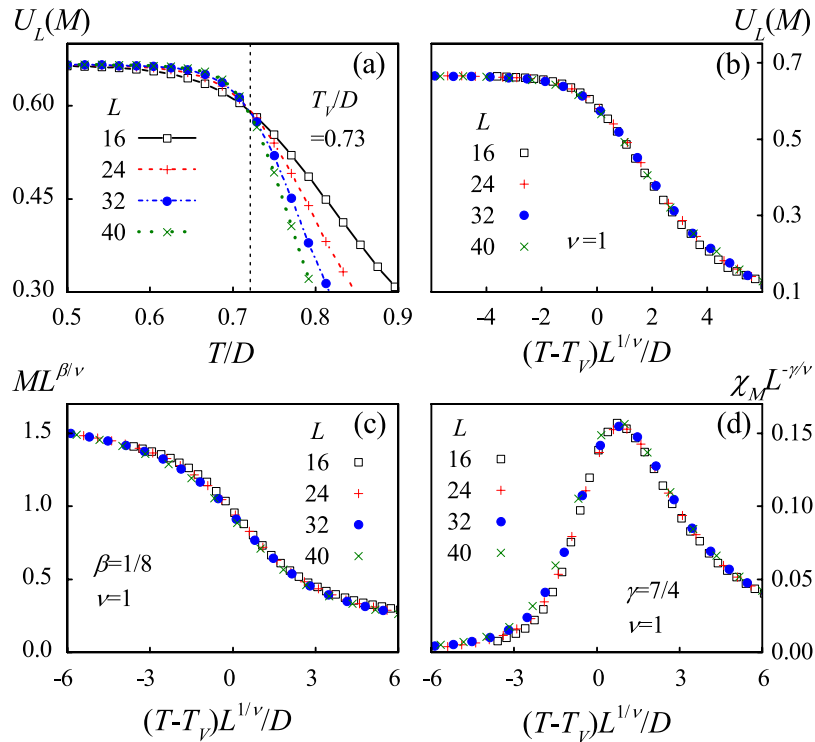 U_L(M)
U_L(M)
(a)
(b)
0.60
0.45
0.30
L
16
24
32
40
T_V/D
=0.73
0.5 0.6 0.7 0.8 0.9
T/D
0.7
0.5
0.3
0.1
L
16
24
32
40
ν=1
-4 -2 0 2 4
(T-T_V)L^{1/ν}/D
ML^{β/ν}
χ_M L^{-γ/ν}
(c)
(d)
1.5
1.0
0.5
0.0
L
16
24
32
40
β=1/8
ν=1
-6 -3 0 3 6
(T-T_V)L^{1/ν}/D
0.15
0.10
0.05
0.00
L
16
24
32
40
γ=7/4
ν=1
-6 -3 0 3 6
(T-T_V)L^{1/ν}/D